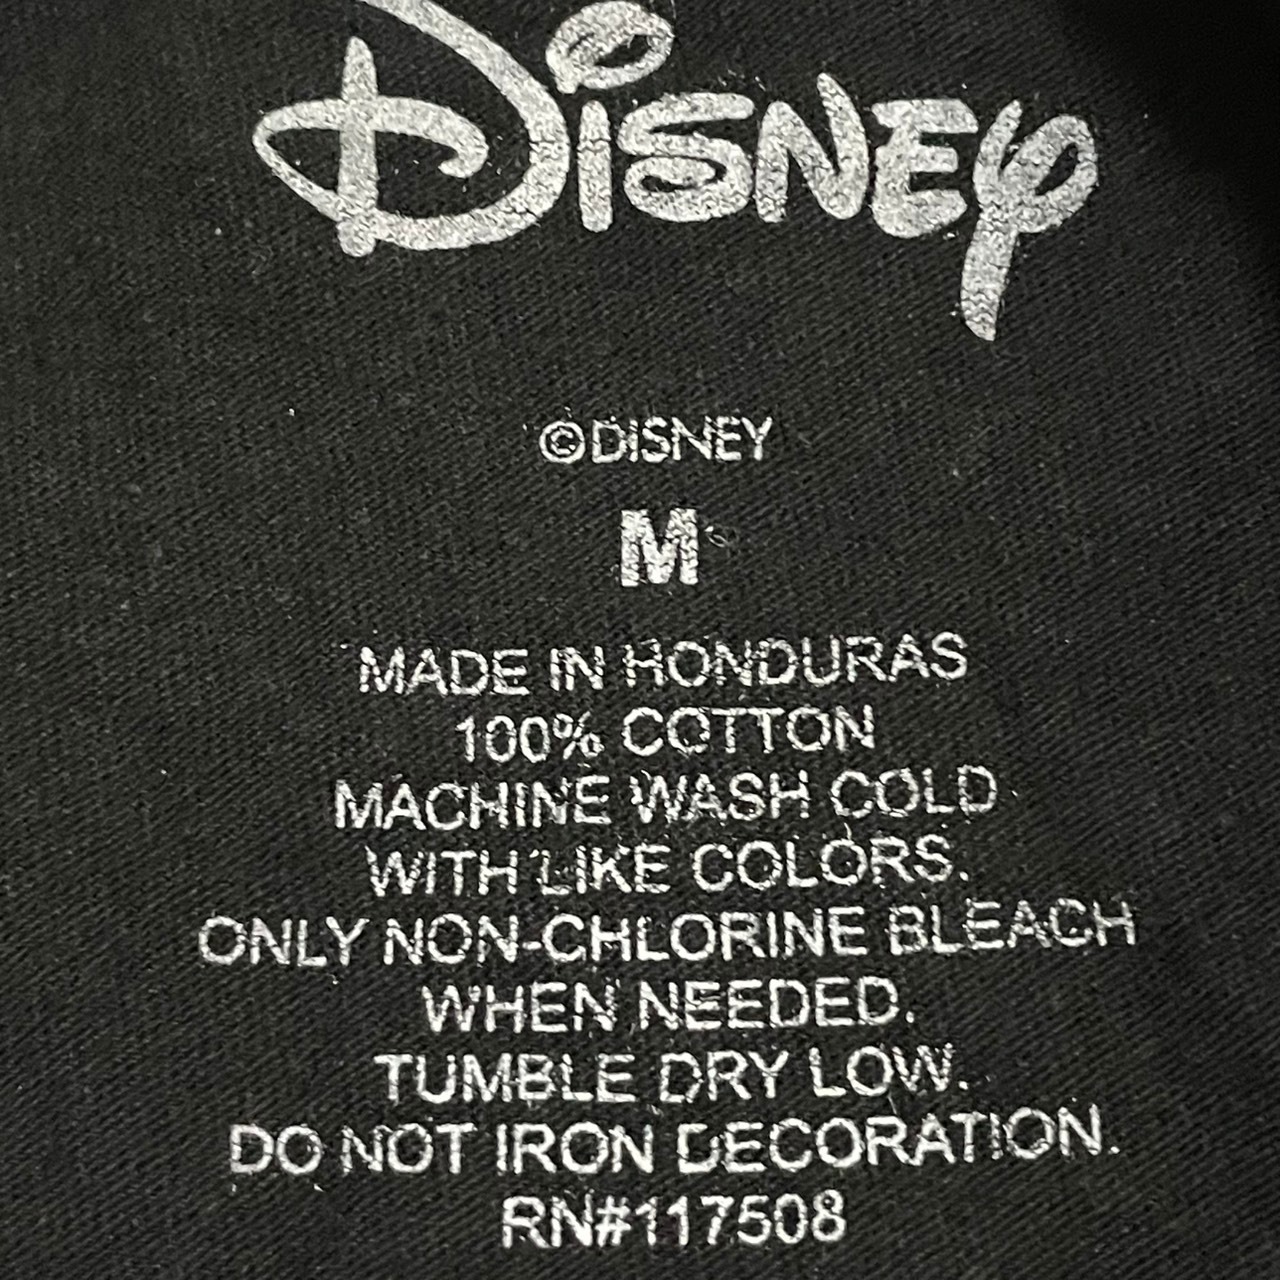 Disney
©DISNEY
M
MADE IN HONDURAS
100% COTTON
MACHINE WASH COLD
WITH LIKE COLORS.
ONLY NON-CHLORINE BLEACH
WHEN NEEDED.
TUMBLE DRY LOW.
DO NOT IRON DECORATION.
RN#117508